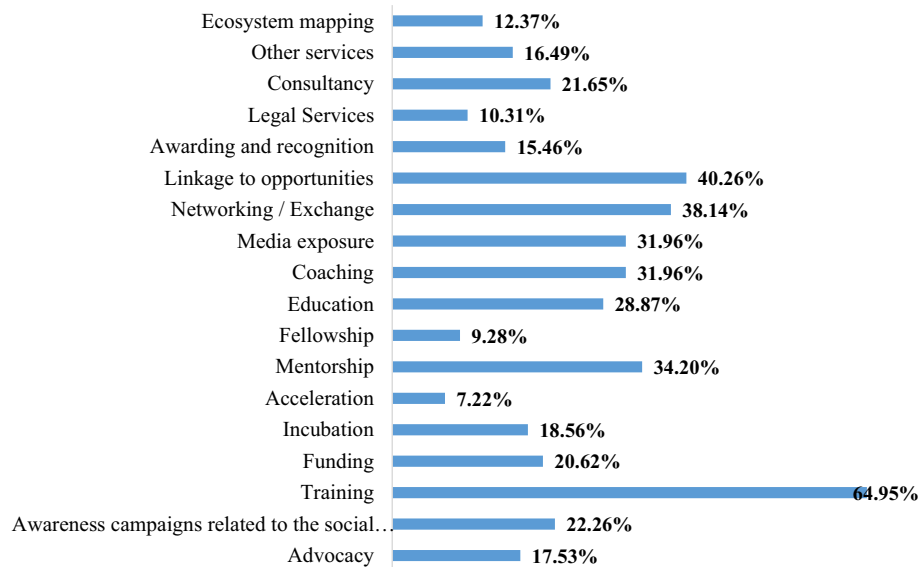 Ecosystem mapping 12.37%
Other services 16.49%
Consultancy 21.65%
Legal Services 10.31%
Awarding and recognition 15.46%
Linkage to opportunities 40.26%
Networking / Exchange 38.14%
Media exposure 31.96%
Coaching 31.96%
Education 28.87%
Fellowship 9.28%
Mentorship 34.20%
Acceleration 7.22%
Incubation 18.56%
Funding 20.62%
Training 64.95%
Awareness campaigns related to the social… 22.26%
Advocacy 17.53%